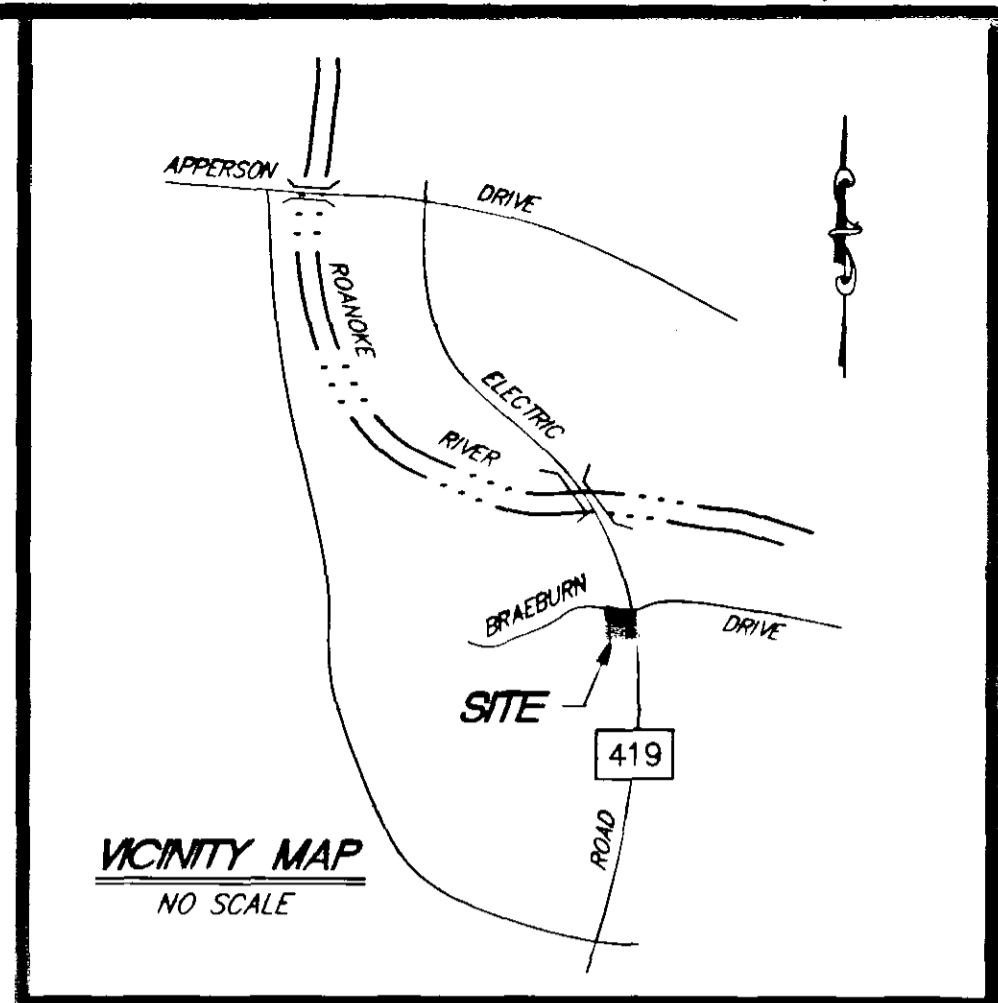 APPERSON
DRIVE
ROANOKE
ELECTRIC
RIVER
BRAEBURN
DRIVE
SITE
419
ROAD
VICINITY MAP
NO SCALE